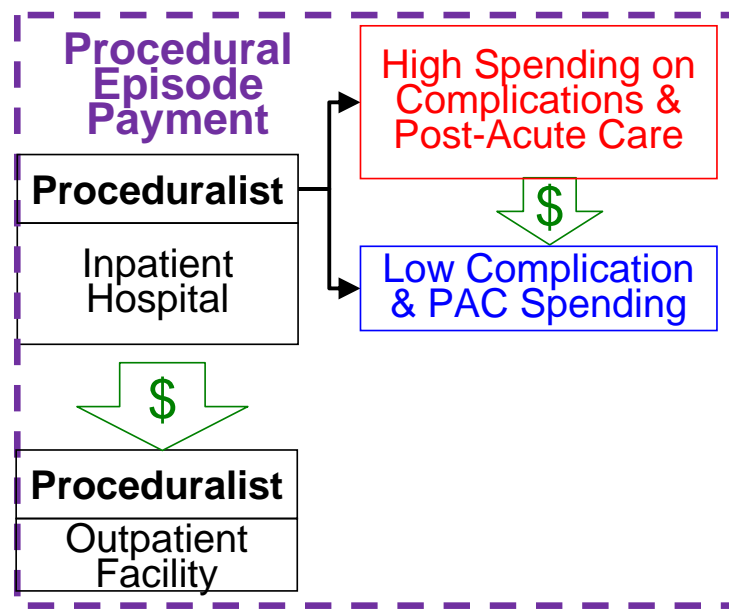 Procedural
Episode
Payment
High Spending on
Complications &
Post-Acute Care
Proceduralist
$
Inpatient
Hospital
Low Complication
& PAC Spending
$
Proceduralist
Outpatient
Facility